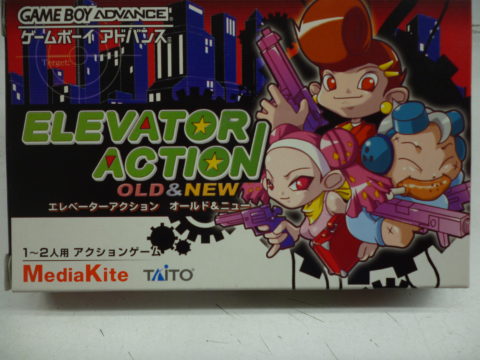 GAME BOY ADVANCE
ゲームボーイ アドバンス
Target:
ELEVATOR
ACTION
OLD & NEW
エレベーターアクション オールド&ニュー
1~2人用 アクションゲーム
MediaKite TAITO